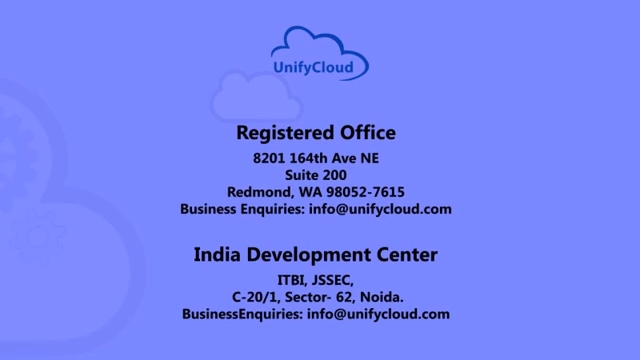 UnifyCloud
Registered Office
8201 164th Ave NE
Suite 200
Redmond, WA 98052-7615
Business Enquiries: info@unifycloud.com
India Development Center
ITBI, JSSEC,
C-20/1, Sector- 62, Noida.
BusinessEnquiries: info@unifycloud.com